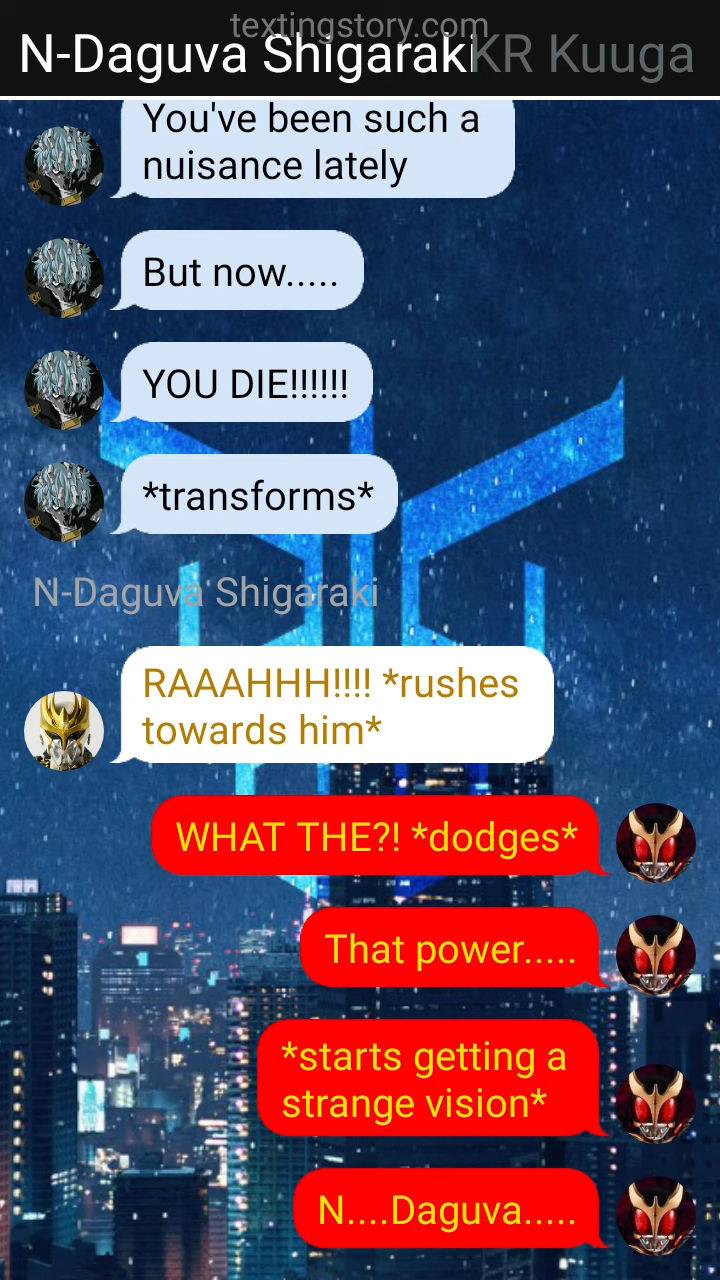 textingstory.com
N-Daguva Shigaraki KR Kuuga
You've been such a
nuisance lately
But now.....
YOU DIE!!!!!!
*transforms*
N-Daguva Shigaraki
RAAAHHH!!!! *rushes
towards him*
WHAT THE?! *dodges*
That power.....
*starts getting a
strange vision*
N....Daguva.....